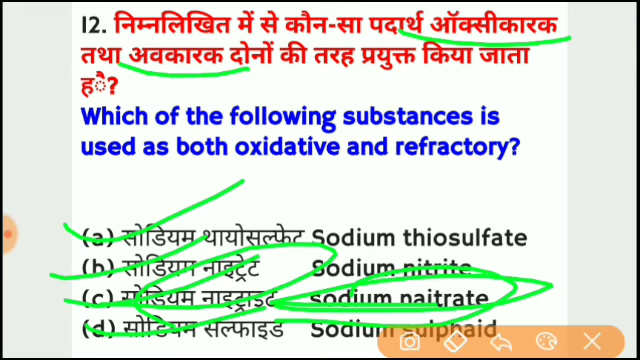 12. निम्नलिखित में से कौन-सा पदार्थ ऑक्सीकारक
तथा अवकारक दोनों की तरह प्रयुक्त किया जाता
है?
Which of the following substances is
used as both oxidative and refractory?
(a) सोडियम थायोसल्फेट Sodium thiosulfate
(b) सोडियम नाइट्रेट Sodium nitrite
(c) सोडियम नाइट्राइट sodium naitrate
(d) सोडियम सल्फाइड Sodium sulphaid